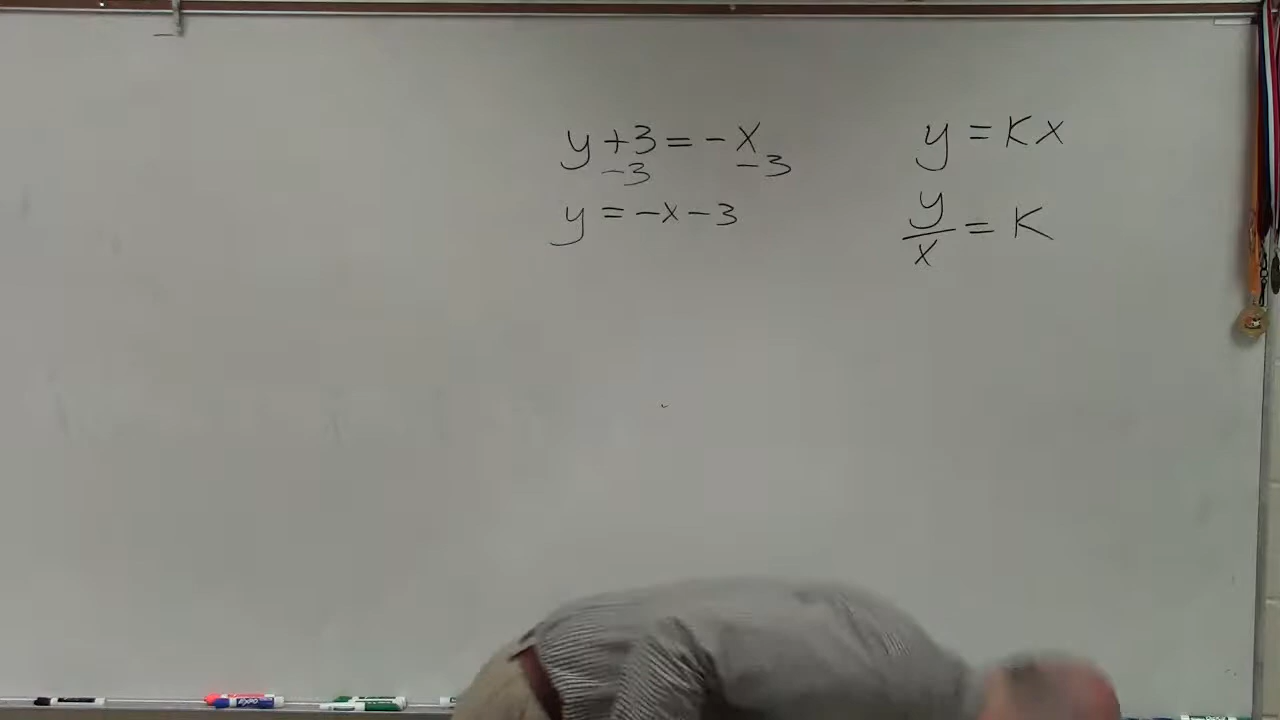 y + 3 = - x
-3 -3
y = -x - 3
y = Kx
y/x = K